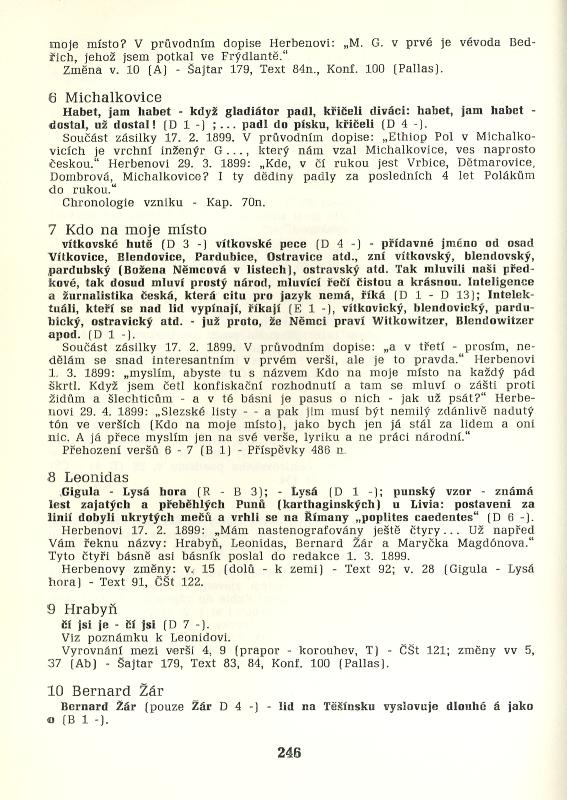 moje místo? V průvodním dopise Herbenovi: „M. G. v prvé je vévoda Bed-
řich, jehož jsem potkal ve Frýdlantě.“
Změna v. 10 (A) - Šajtar 179, Text 84n., Konf. 100 (Pallas).
6 Michalkovice
Habet, jam habet - když gladiátor padl, křičeli diváci: habet, jam habet -
dostal, už dostal! (D 1 -) ;... padl do písku, křičeli (D 4 -).
Součást zásilky 17. 2. 1899. V průvodním dopise: „Ethiop Pol v Michalko-
vicích je vrchní inženýr G..., který nám vzal Michalkovice, ves naprosto
českou.“ Herbenovi 29. 3. 1899: „Kde, v čí rukou jest Vrbice, Dětmarovice,
Dombrová, Michalkovice? I ty dědiny padly za posledních 4 let Polákům
do rukou.“
Chronologie vzniku - Kap. 70n.
7 Kdo na moje místo
vítkovské hutě (D 3 -) vítkovské pece (D 4 -) - přídavné jméno od osad
Vítkovice, Blendovice, Pardubice, Ostravice atd., zní vítkovský, blendovský,
pardubský (Božena Němcová v listech), ostravský atd. Tak mluvili naši před-
kové, tak dosud mluví prostý národ, mluvící řečí čistou a krásnou. Inteligence
a žurnalistika česká, která citu pro jazyk nemá, říká (D 1 - D 13); Intelek-
tuáli, kteří se nad lid vypínají, říkají (E 1 -), vítkovický, blendovický, pardu-
bický, ostravický atd. - již proto, že Němci praví Witkowitzer, Blendowitzer
apod. (D 1 -).
Součást zásilky 17. 2. 1899. V průvodním dopise: „a v třetí - prosím, ne-
dělám se snad interesantním v prvém verši, ale je to pravda.“ Herbenovi
1. 3. 1899: „myslím, abyste tu s názvem Kdo na moje místo na každý pád
škrtl. Když jsem četl konfiskační rozhodnutí a tam se mluví o zášti proti
židům a šlechticům - a v té básni je pasus o nich - jak už psát?“ Herbe-
novi 29. 4. 1899: „Slezské listy - - a pak jim musí být nemilý zdánlivě nadutý
tón ve verších (Kdo na moje místo), jako bych jen já stál za lidem a oni
nic. A já přece myslím jen na své verše, lyriku a ne práci národní.“
Přehození veršů 6 - 7 (B 1) - Příspěvky 486 n.
8 Leonidas
Gigula - Lysá hora (R - B 3); - Lysá (D 1 -); punský vzor - známá
lest zajatých a přeběhlých Punů (karthaginských) u Livia: postaveni za
linií dobyli ukrytých mečů a vrhli se na Římany „poplites caedentes“ (D 6 -).
Herbenovi 17. 2. 1899: „Mám nastenografovány ještě čtyry... Už napřed
Vám řeknu názvy: Hrabyň, Leonidas, Bernard Žár a Maryčka Magdónova.“
Tyto čtyři básně asi básník poslal do redakce 1. 3. 1899.
Herbenovy změny: v. 15 (dolů - k zemi) - Text 92; v. 28 (Gigula - Lysá
hora) - Text 91, ČSt 122.
9 Hrabyň
čí jsi je - čí jsi (D 7 -).
Viz poznámku k Leonidovi.
Vyrovnání mezi verši 4, 9 (prapor - korouhev, T) - ČSt 121; změny vv 5,
37 (Ab) - Šajtar 179, Text 83, 84, Konf. 100 (Pallas).
10 Bernard Žár
Bernard Žár (pouze Žár D 4 -) - lid na Těšínsku vyslovuje dlouhé á jako
o (B 1 -).
246